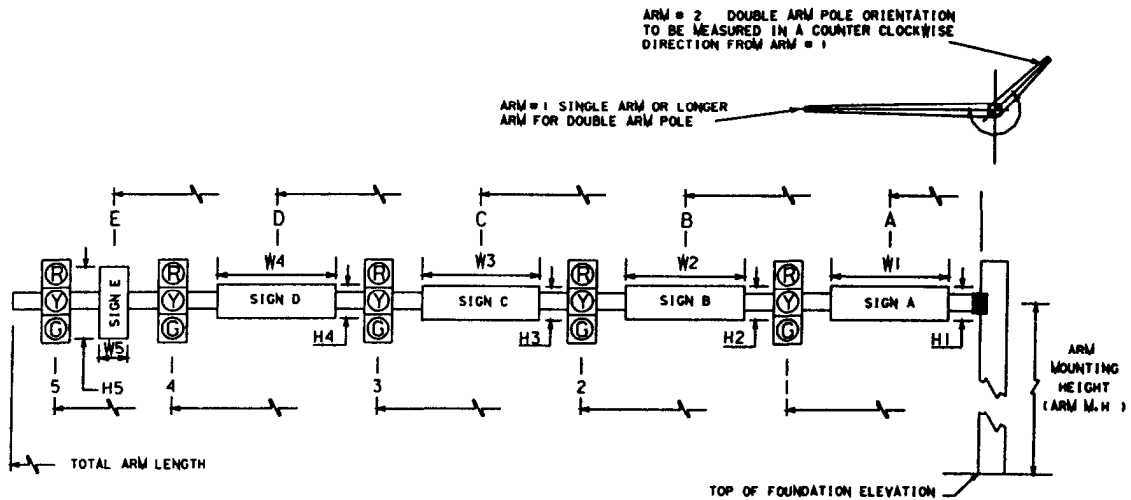 ARM # 2 DOUBLE ARM POLE ORIENTATION
TO BE MEASURED IN A COUNTER CLOCKWISE
DIRECTION FROM ARM # 1
ARM # 1 SINGLE ARM OR LONGER
ARM FOR DOUBLE ARM POLE
E D C B A
W4 W3 W2 W1
R R R R R
Y SIGN E Y SIGN D Y SIGN C Y SIGN B Y SIGN A
G G G G G
W5 H5 H4 H3 H2 H1
5 4 3 2 1
ARM
MOUNTING
HEIGHT
(ARM M.H )
TOTAL ARM LENGTH
TOP OF FOUNDATION ELEVATION